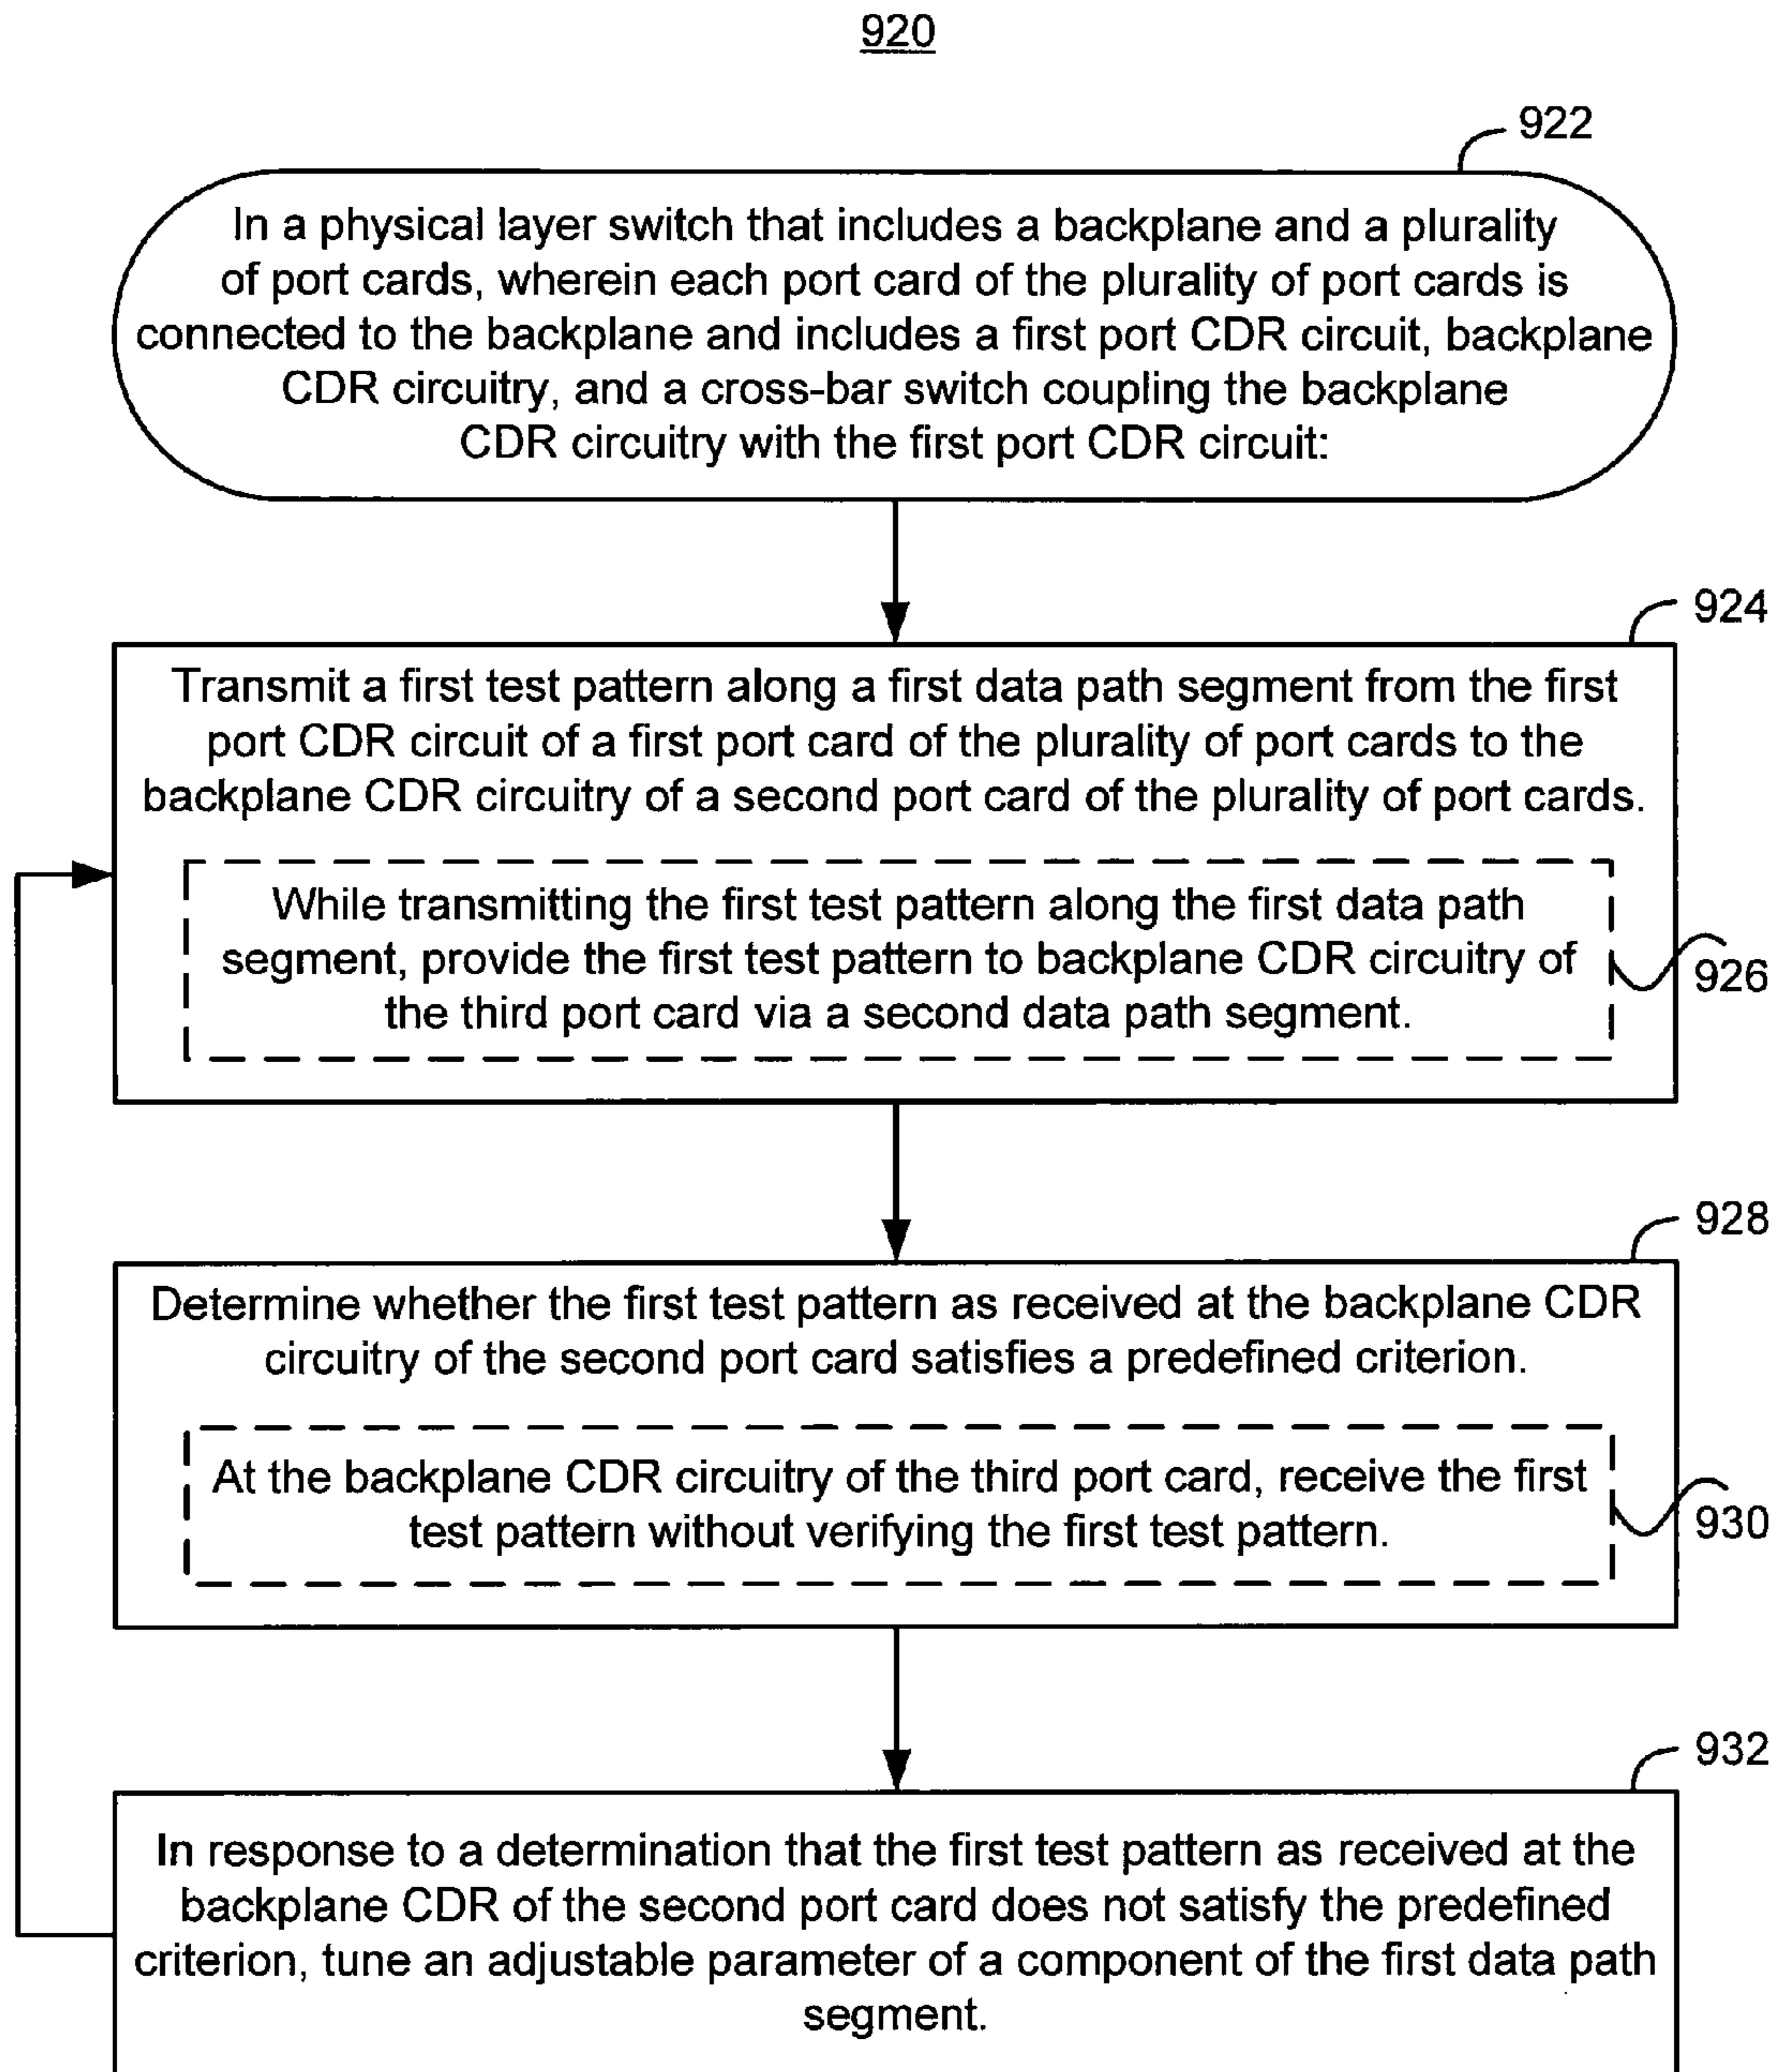 920
922
In a physical layer switch that includes a backplane and a plurality
of port cards, wherein each port card of the plurality of port cards is
connected to the backplane and includes a first port CDR circuit, backplane
CDR circuitry, and a cross-bar switch coupling the backplane
CDR circuitry with the first port CDR circuit:
924
Transmit a first test pattern along a first data path segment from the first
port CDR circuit of a first port card of the plurality of port cards to the
backplane CDR circuitry of a second port card of the plurality of port cards.
While transmitting the first test pattern along the first data path
segment, provide the first test pattern to backplane CDR circuitry of
the third port card via a second data path segment.
926
928
Determine whether the first test pattern as received at the backplane CDR
circuitry of the second port card satisfies a predefined criterion.
At the backplane CDR circuitry of the third port card, receive the first
test pattern without verifying the first test pattern.
930
932
In response to a determination that the first test pattern as received at the
backplane CDR of the second port card does not satisfy the predefined
criterion, tune an adjustable parameter of a component of the first data path
segment.